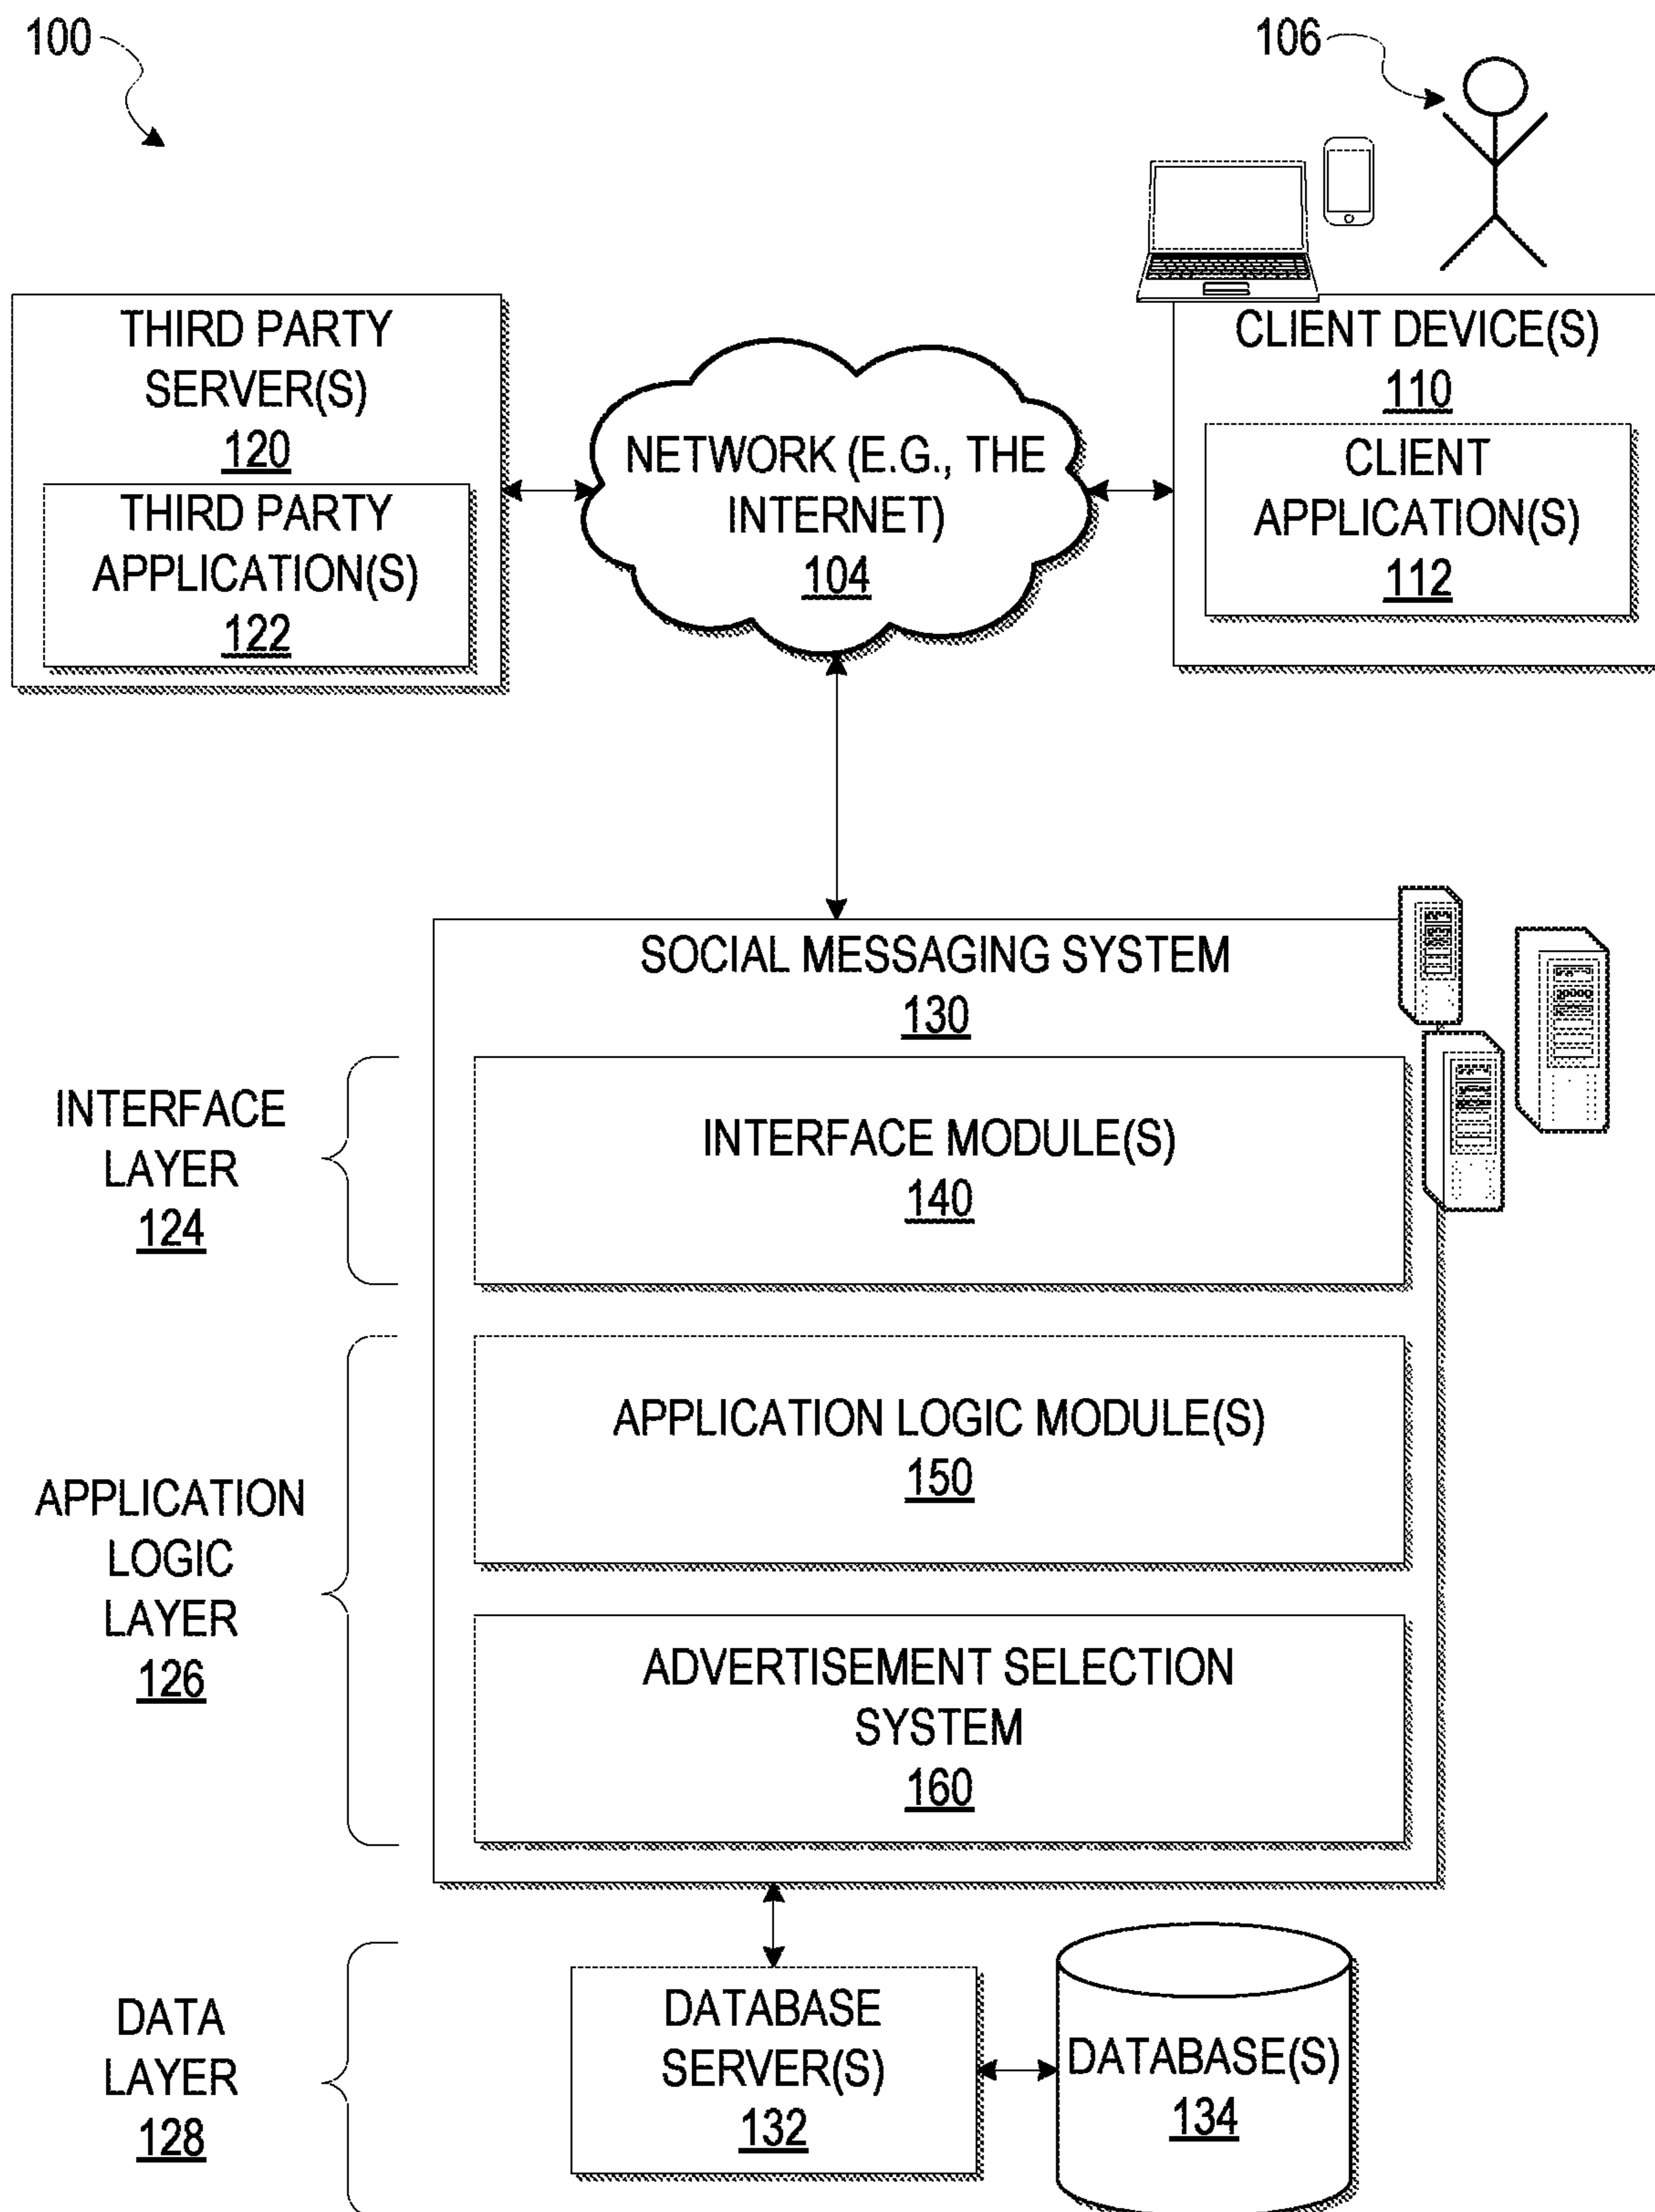 100
106
THIRD PARTY
SERVER(S)
120
THIRD PARTY
APPLICATION(S)
122
NETWORK (E.G., THE
INTERNET)
104
CLIENT DEVICE(S)
110
CLIENT
APPLICATION(S)
112
SOCIAL MESSAGING SYSTEM
130
INTERFACE
LAYER
124
INTERFACE MODULE(S)
140
APPLICATION
LOGIC
LAYER
126
APPLICATION LOGIC MODULE(S)
150
ADVERTISEMENT SELECTION
SYSTEM
160
DATA
LAYER
128
DATABASE
SERVER(S)
132
DATABASE(S)
134